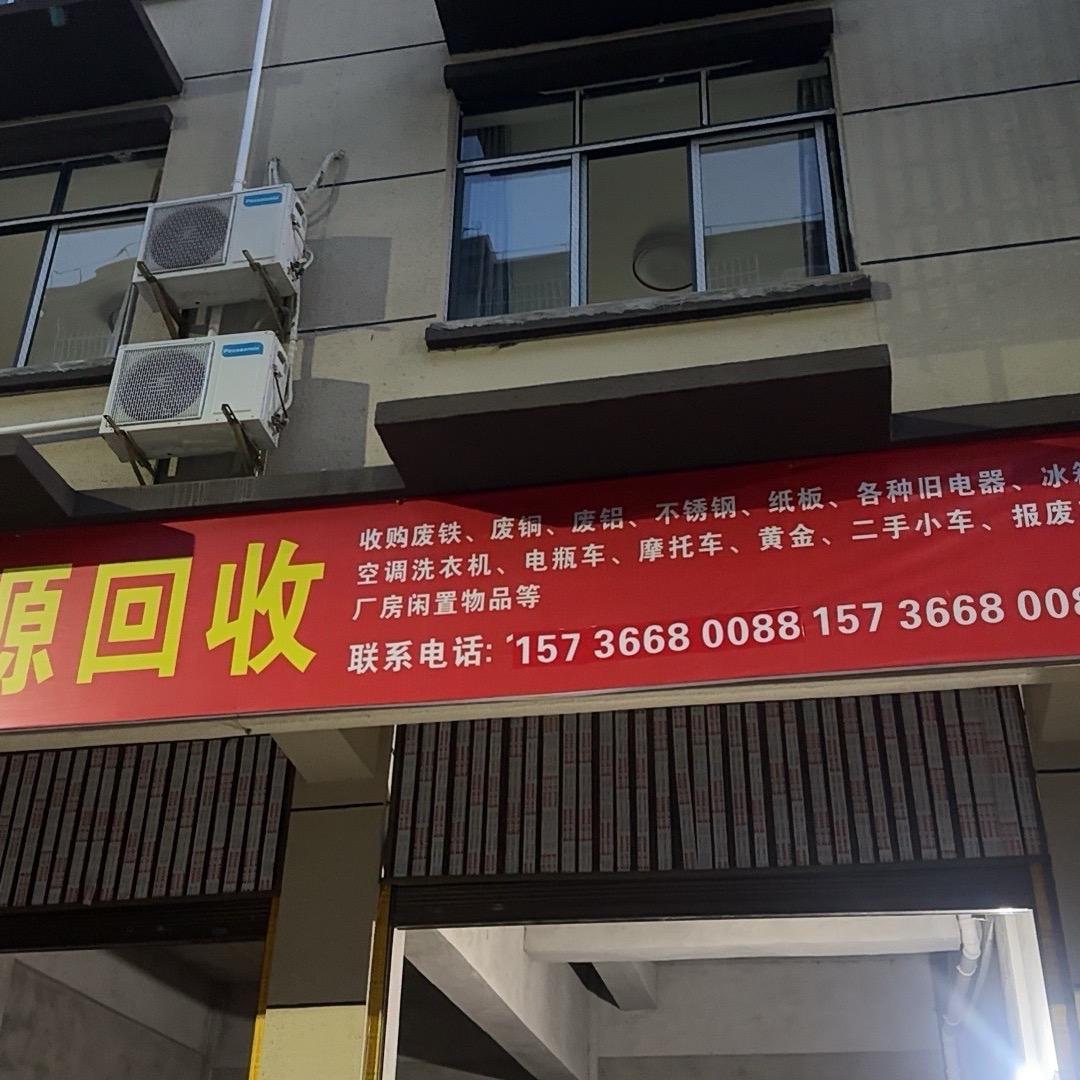 Penasonic
Penasonic
源回收
收购废铁、废铜、废铝、不锈钢、纸板、各种旧电器、冰箱
空调洗衣机、电瓶车、摩托车、黄金、二手小车、报废
厂房闲置物品等
联系电话: 157 3668 0088 157 3668 008